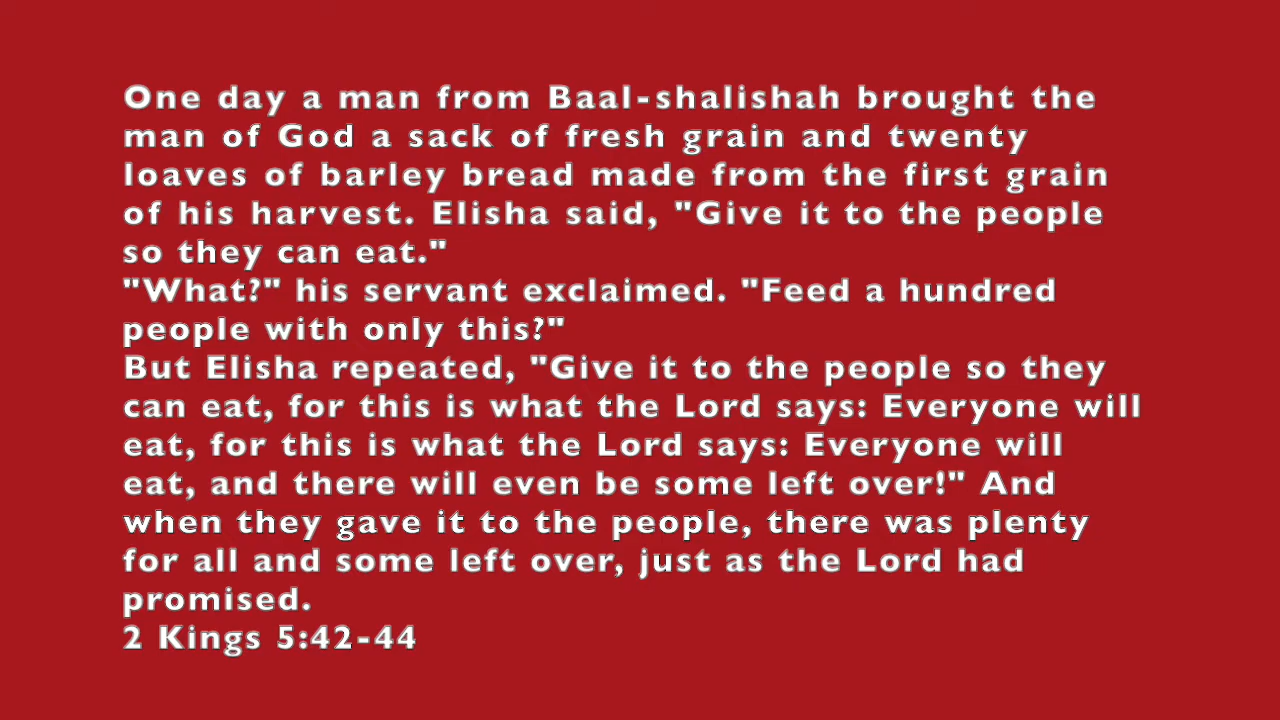 One day a man from Baal-shalishah brought the
man of God a sack of fresh grain and twenty
loaves of barley bread made from the first grain
of his harvest. Elisha said, "Give it to the people
so they can eat."
"What?" his servant exclaimed. "Feed a hundred
people with only this?"
But Elisha repeated, "Give it to the people so they
can eat, for this is what the Lord says: Everyone will
eat, for this is what the Lord says: Everyone will
eat, and there will even be some left over!" And
when they gave it to the people, there was plenty
for all and some left over, just as the Lord had
promised.
2 Kings 5:42-44